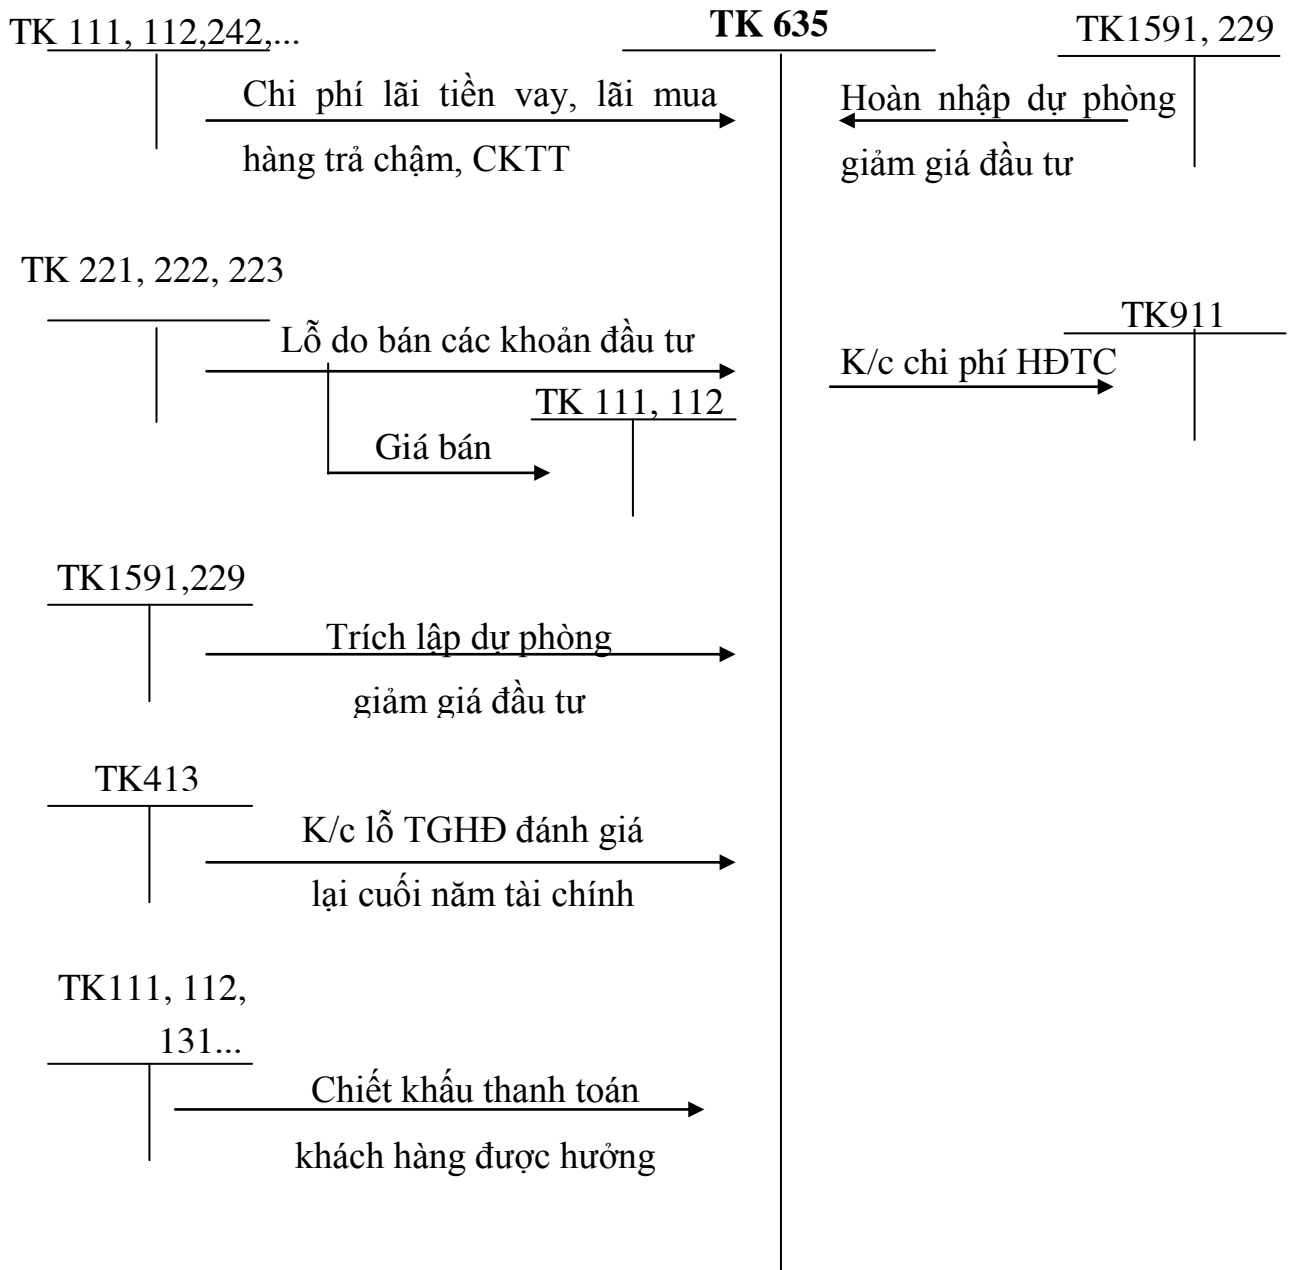 TK 111, 112,242,...
TK 635
TK1591, 229
Chi phí lãi tiền vay, lãi mua
hàng trả chậm, CKTT
Hoàn nhập dự phòng
giảm giá đầu tư
TK 221, 222, 223
Lỗ do bán các khoản đầu tư
TK 111, 112
Giá bán
TK911
K/c chi phí HĐTC
TK1591,229
Trích lập dự phòng
giảm giá đầu tư
TK413
K/c lỗ TGHĐ đánh giá
lại cuối năm tài chính
TK111, 112,
131...
Chiết khấu thanh toán
khách hàng được hưởng